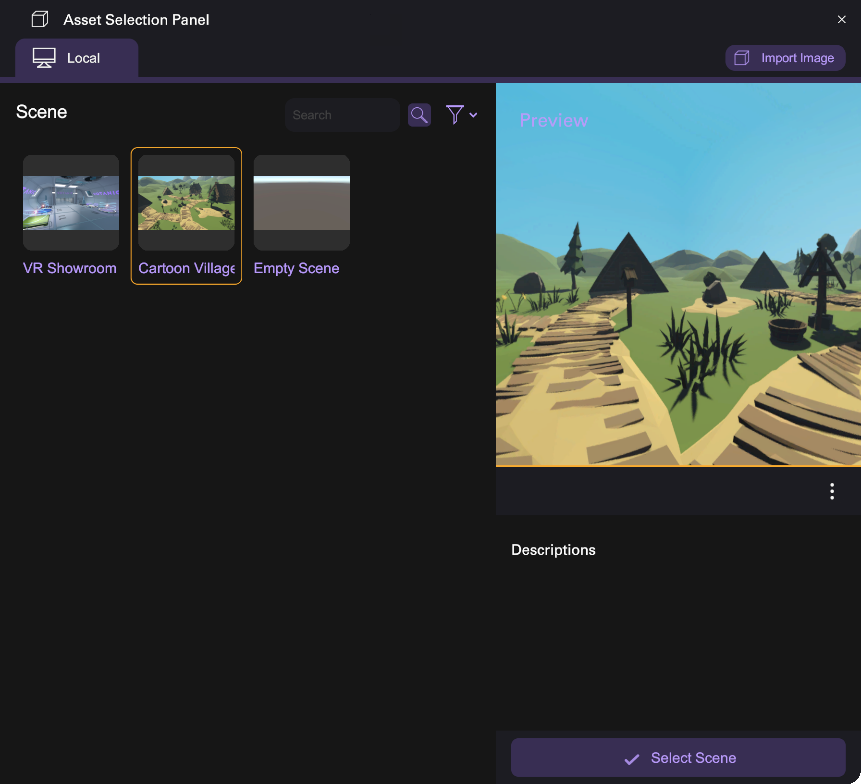 Asset Selection Panel
Local
Import Image
Scene
Search
Preview
VR Showroom
Cartoon Village
Empty Scene
Descriptions
Select Scene